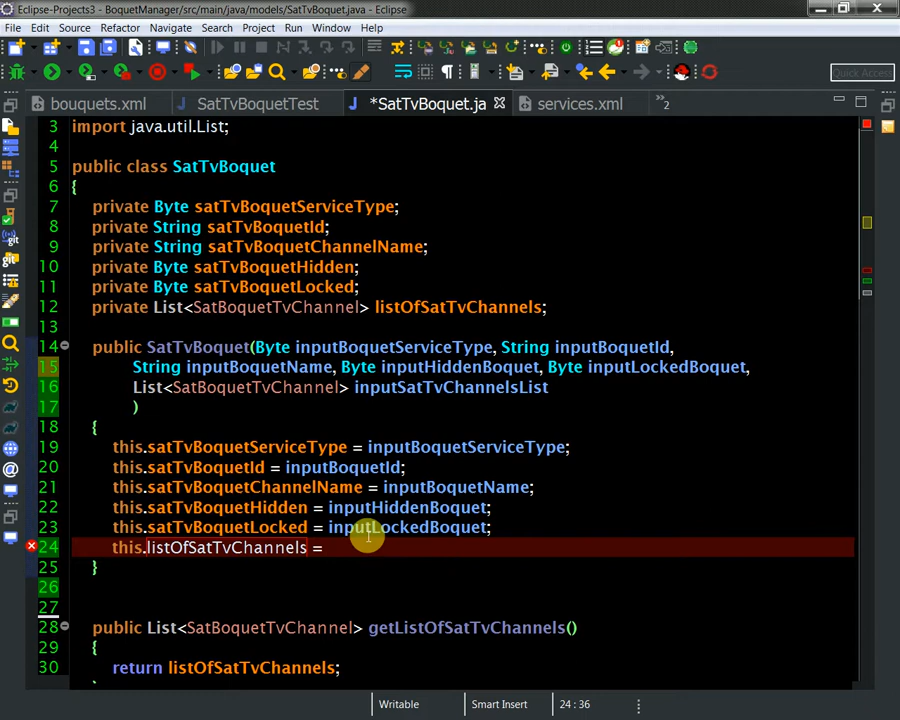 Eclipse-Projects3 - BoquetManager/src/main/java/models/SatTvBoquet.java - Eclipse
File Edit Source Refactor Navigate Search Project Run Window Help
Quick Access
bouquets.xml SatTvBoquetTest *SatTvBoquet.ja services.xml »2
3 import java.util.List;
4
5 public class SatTvBoquet
6 {
7 private Byte satTvBoquetServiceType;
8 private String satTvBoquetId;
9 private String satTvBoquetChannelName;
10 private Byte satTvBoquetHidden;
11 private Byte satTvBoquetLocked;
12 private List<SatBoquetTvChannel> listOfSatTvChannels;
13
14 public SatTvBoquet(Byte inputBoquetServiceType, String inputBoquetId,
15 String inputBoquetName, Byte inputHiddenBoquet, Byte inputLockedBoquet,
16 List<SatBoquetTvChannel> inputSatTvChannelsList
17 )
18 {
19 this.satTvBoquetServiceType = inputBoquetServiceType;
20 this.satTvBoquetId = inputBoquetId;
21 this.satTvBoquetChannelName = inputBoquetName;
22 this.satTvBoquetHidden = inputHiddenBoquet;
23 this.satTvBoquetLocked = inputLockedBoquet;
24 this.listOfSatTvChannels =
25 }
26
27
28 public List<SatBoquetTvChannel> getListOfSatTvChannels()
29 {
30 return listOfSatTvChannels;
Writable Smart Insert 24 : 36